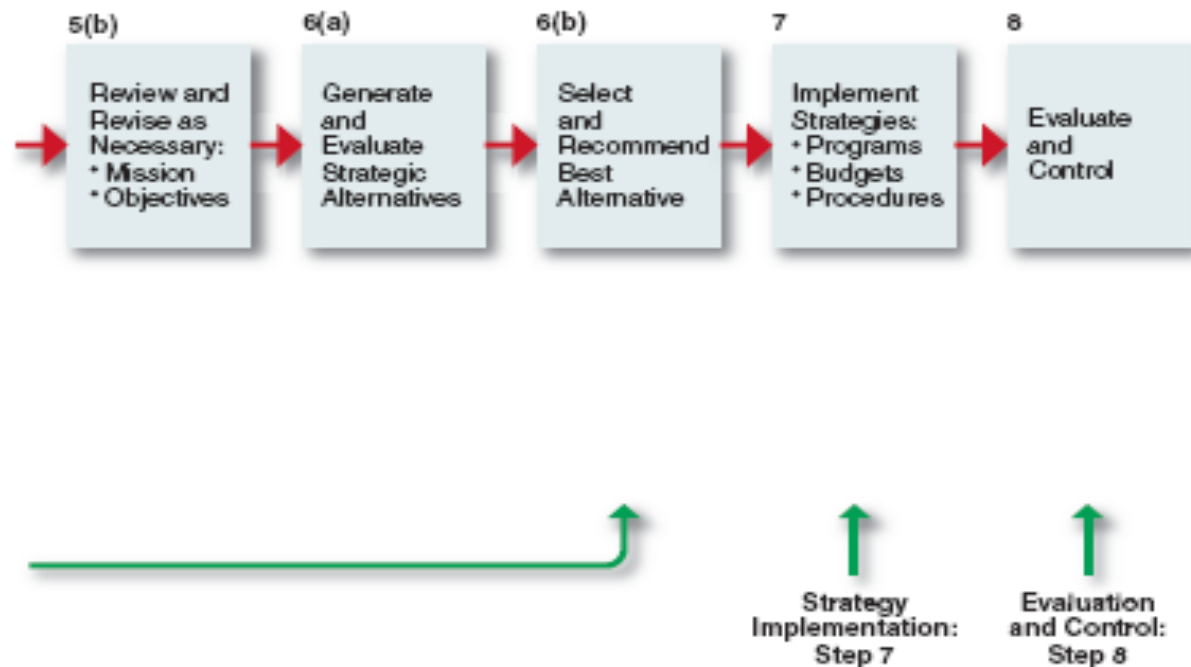 5(b)
Review and
Revise as
Necessary:
* Mission
* Objectives
6(a)
Generate
and
Evaluate
Strategic
Alternatives
6(b)
Select
and
Recommend
Best
Alternative
7
Implement
Strategies:
* Programs
* Budgets
* Procedures
8
Evaluate
and
Control
Strategy
Implementation:
Step 7
Evaluation
and Control:
Step 8